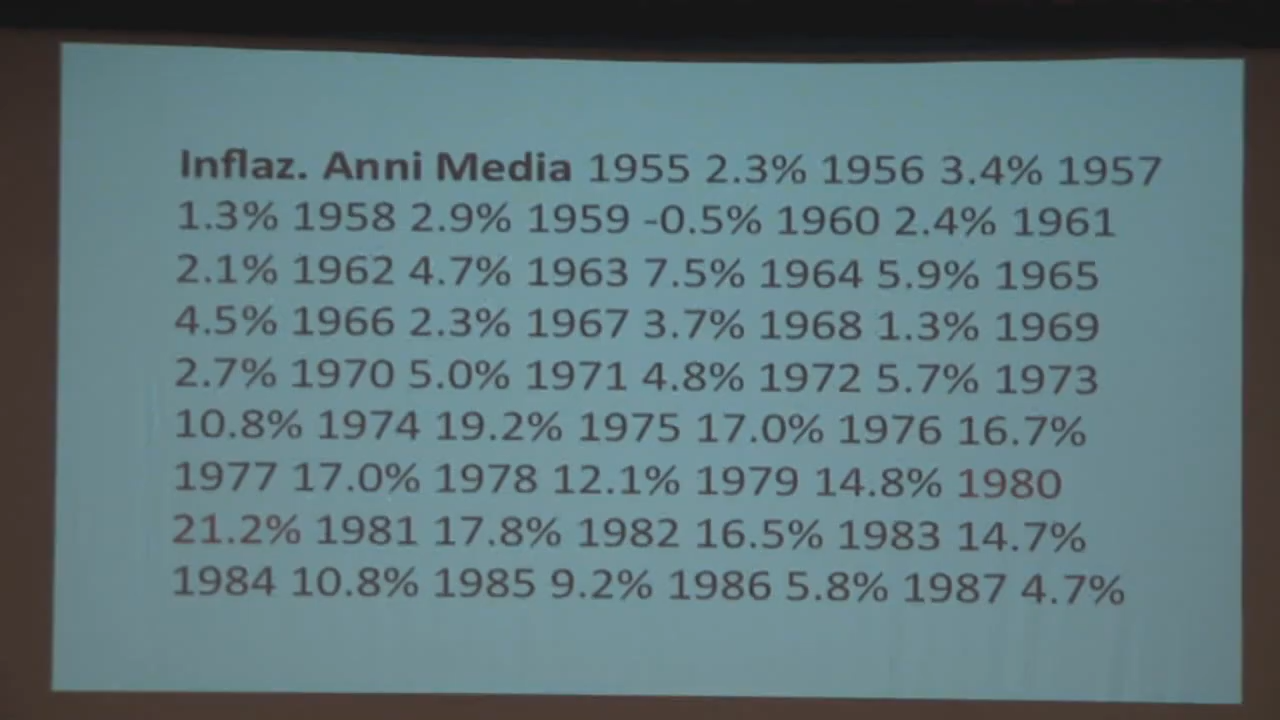 Inflaz. Anni Media 1955 2.3% 1956 3.4% 1957
1.3% 1958 2.9% 1959 -0.5% 1960 2.4% 1961
2.1% 1962 4.7% 1963 7.5% 1964 5.9% 1965
4.5% 1966 2.3% 1967 3.7% 1968 1.3% 1969
2.7% 1970 5.0% 1971 4.8% 1972 5.7% 1973
10.8% 1974 19.2% 1975 17.0% 1976 16.7%
1977 17.0% 1978 12.1% 1979 14.8% 1980
21.2% 1981 17.8% 1982 16.5% 1983 14.7%
1984 10.8% 1985 9.2% 1986 5.8% 1987 4.7%